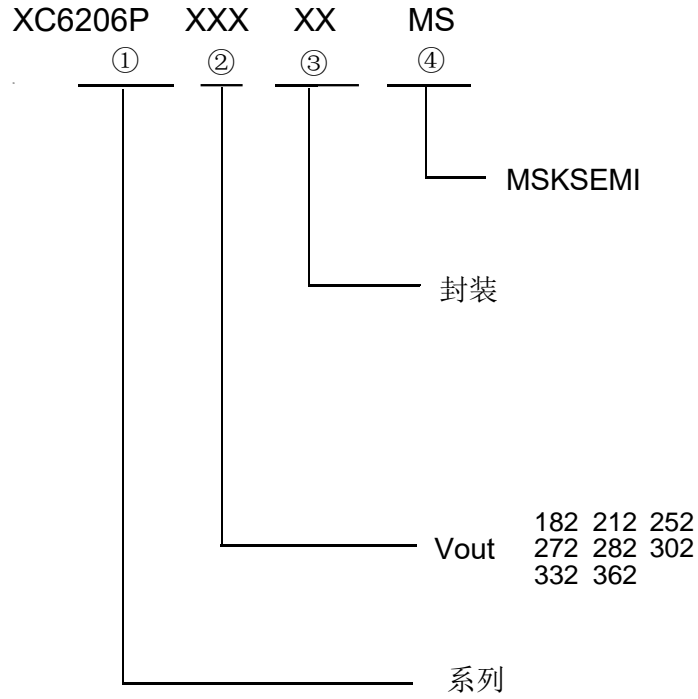 XC6206P XXX XX MS
① ② ③ ④
MSKSEMI
封装
Vout 182 212 252
272 282 302
332 362
系列